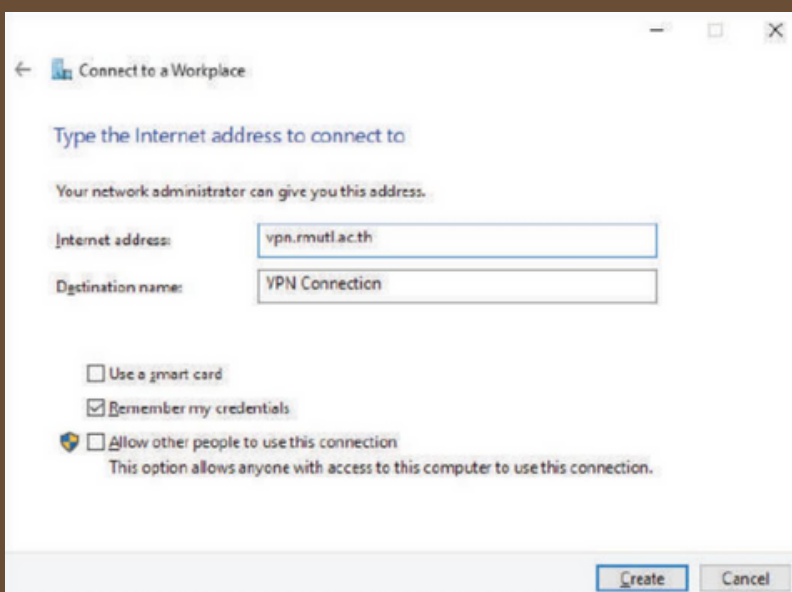 Connect to a Workplace
Type the Internet address to connect to
Your network administrator can give you this address.
Internet address: vpn.rmutl.ac.th
Destination name: VPN Connection
Use a smart card
Remember my credentials
Allow other people to use this connection
This option allows anyone with access to this computer to use this connection.
Create Cancel